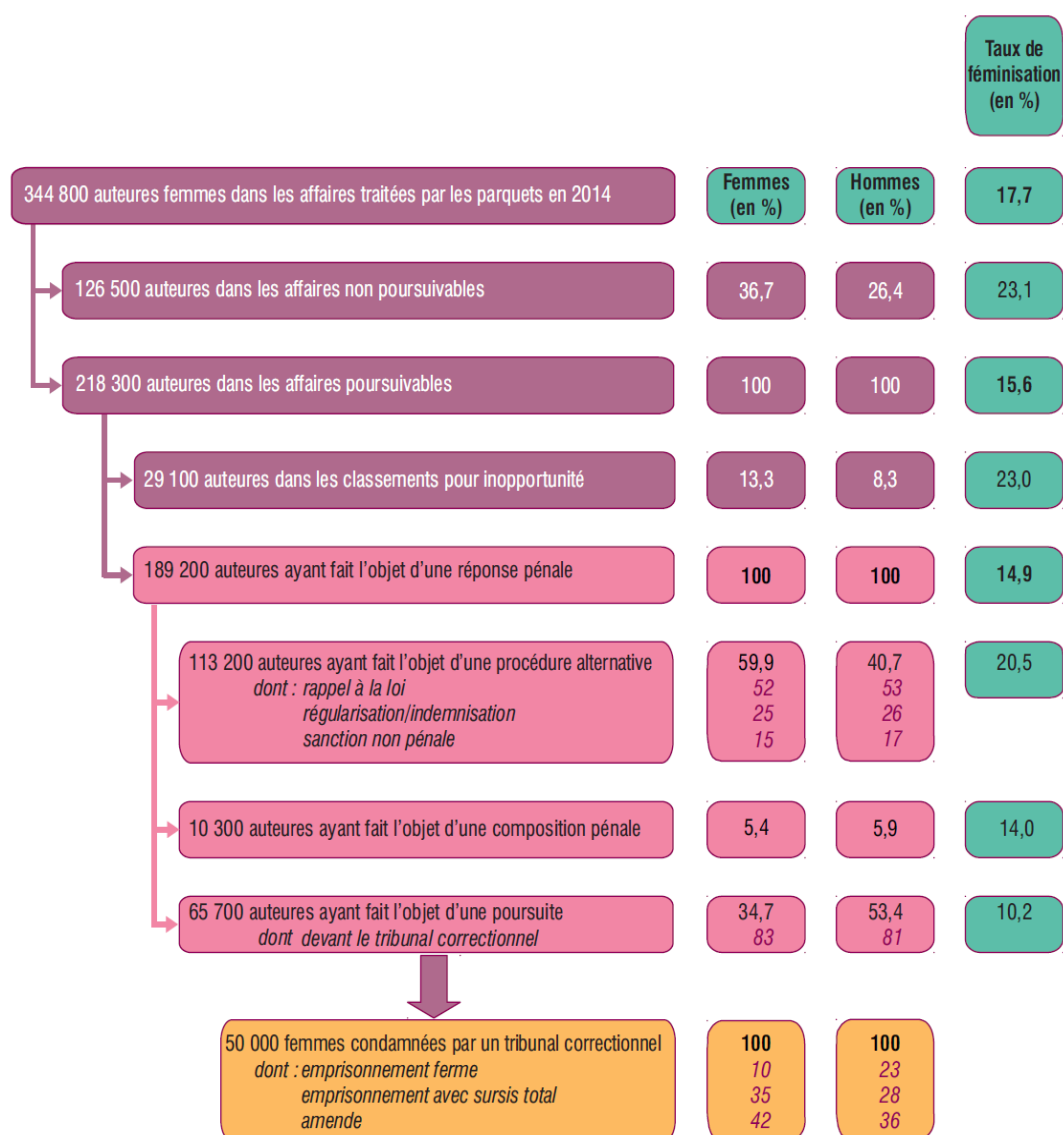 Taux de
féminisation
(en %)
344 800 auteures femmes dans les affaires traitées par les parquets en 2014
Femmes
(en %)
Hommes
(en %)
17,7
126 500 auteures dans les affaires non poursuivables
36,7
26,4
23,1
218 300 auteures dans les affaires poursuivables
100
100
15,6
29 100 auteures dans les classements pour inopportunité
13,3
8,3
23,0
189 200 auteures ayant fait l'objet d'une réponse pénale
100
100
14,9
113 200 auteures ayant fait l'objet d'une procédure alternative
59,9
40,7
20,5
dont : rappel à la loi
52
53
régularisation/indemnisation
25
26
sanction non pénale
15
17
10 300 auteures ayant fait l'objet d'une composition pénale
5,4
5,9
14,0
65 700 auteures ayant fait l'objet d'une poursuite
34,7
53,4
10,2
dont devant le tribunal correctionnel
83
81
50 000 femmes condamnées par un tribunal correctionnel
100
100
dont : emprisonnement ferme
10
23
emprisonnement avec sursis total
35
28
amende
42
36